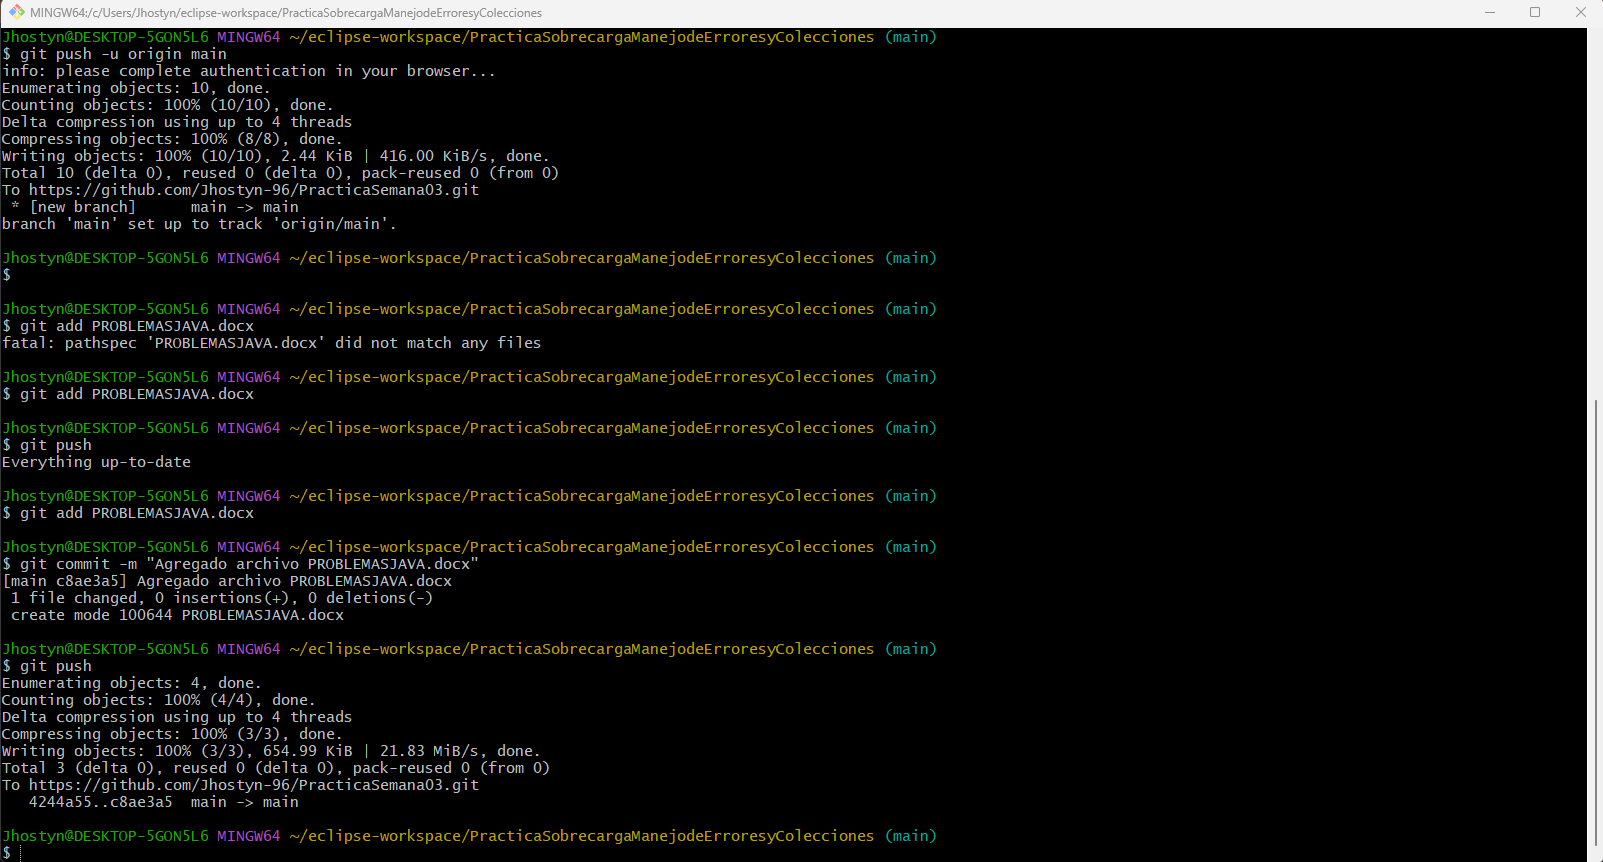 MINGW64:/c/Users/Jhostyn/eclipse-workspace/PracticaSobrecargaManejodeErroresyColecciones
Jhostyn@DESKTOP-5GON5L6 MINGW64 ~/eclipse-workspace/PracticaSobrecargaManejodeErroresyColecciones (main)
$ git push -u origin main
info: please complete authentication in your browser...
Enumerating objects: 10, done.
Counting objects: 100% (10/10), done.
Delta compression using up to 4 threads
Compressing objects: 100% (8/8), done.
Writing objects: 100% (10/10), 2.44 KiB | 416.00 KiB/s, done.
Total 10 (delta 0), reused 0 (delta 0), pack-reused 0 (from 0)
To https://github.com/Jhostyn-96/PracticaSemana03.git
 * [new branch]      main -> main
branch 'main' set up to track 'origin/main'.
Jhostyn@DESKTOP-5GON5L6 MINGW64 ~/eclipse-workspace/PracticaSobrecargaManejodeErroresyColecciones (main)
$
Jhostyn@DESKTOP-5GON5L6 MINGW64 ~/eclipse-workspace/PracticaSobrecargaManejodeErroresyColecciones (main)
$ git add PROBLEMASJAVA.docx
fatal: pathspec 'PROBLEMASJAVA.docx' did not match any files
Jhostyn@DESKTOP-5GON5L6 MINGW64 ~/eclipse-workspace/PracticaSobrecargaManejodeErroresyColecciones (main)
$ git add PROBLEMASJAVA.docx
Jhostyn@DESKTOP-5GON5L6 MINGW64 ~/eclipse-workspace/PracticaSobrecargaManejodeErroresyColecciones (main)
$ git push
Everything up-to-date
Jhostyn@DESKTOP-5GON5L6 MINGW64 ~/eclipse-workspace/PracticaSobrecargaManejodeErroresyColecciones (main)
$ git add PROBLEMASJAVA.docx
Jhostyn@DESKTOP-5GON5L6 MINGW64 ~/eclipse-workspace/PracticaSobrecargaManejodeErroresyColecciones (main)
$ git commit -m "Agregado archivo PROBLEMASJAVA.docx"
[main c8ae3a5] Agregado archivo PROBLEMASJAVA.docx
 1 file changed, 0 insertions(+), 0 deletions(-)
 create mode 100644 PROBLEMASJAVA.docx
Jhostyn@DESKTOP-5GON5L6 MINGW64 ~/eclipse-workspace/PracticaSobrecargaManejodeErroresyColecciones (main)
$ git push
Enumerating objects: 4, done.
Counting objects: 100% (4/4), done.
Delta compression using up to 4 threads
Compressing objects: 100% (3/3), done.
Writing objects: 100% (3/3), 654.99 KiB | 21.83 MiB/s, done.
Total 3 (delta 0), reused 0 (delta 0), pack-reused 0 (from 0)
To https://github.com/Jhostyn-96/PracticaSemana03.git
   4244a55..c8ae3a5  main -> main
Jhostyn@DESKTOP-5GON5L6 MINGW64 ~/eclipse-workspace/PracticaSobrecargaManejodeErroresyColecciones (main)
$